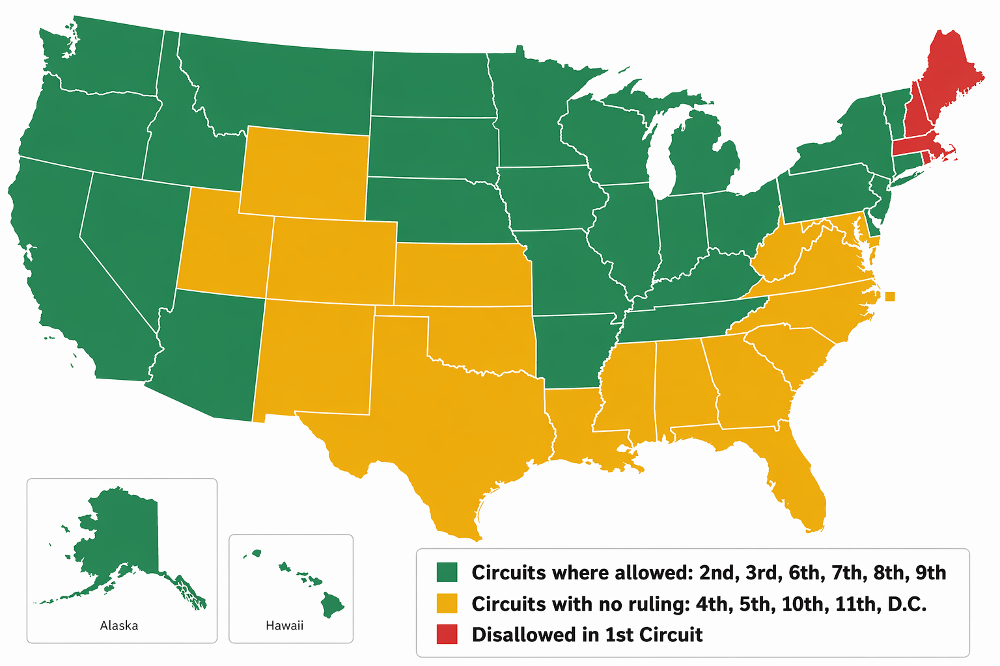 Alaska
Hawaii
Circuits where allowed: 2nd, 3rd, 6th, 7th, 8th, 9th
Circuits with no ruling: 4th, 5th, 10th, 11th, D.C.
Disallowed in 1st Circuit